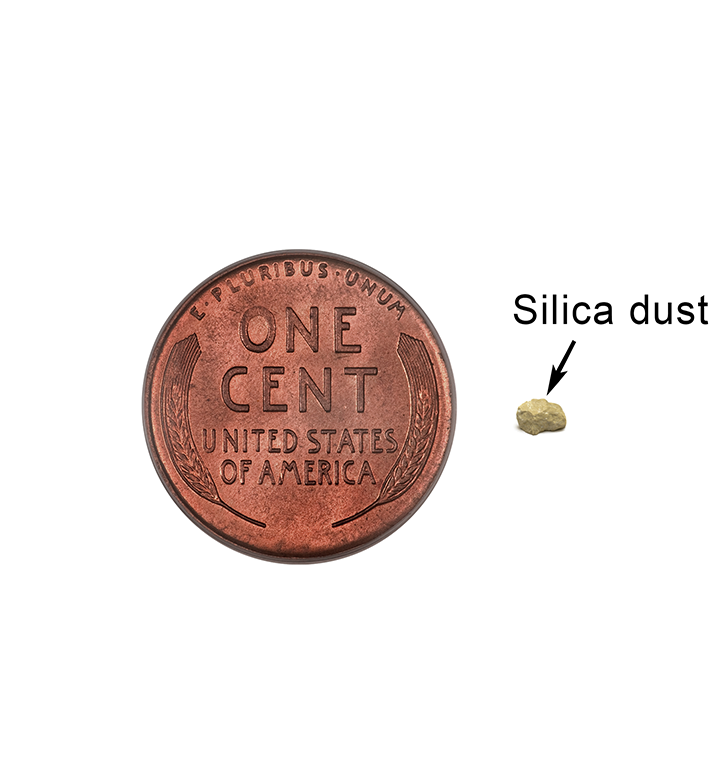 E·PLURIBUS·UNUM
ONE
CENT
UNITED STATES
OF AMERICA
Silica dust